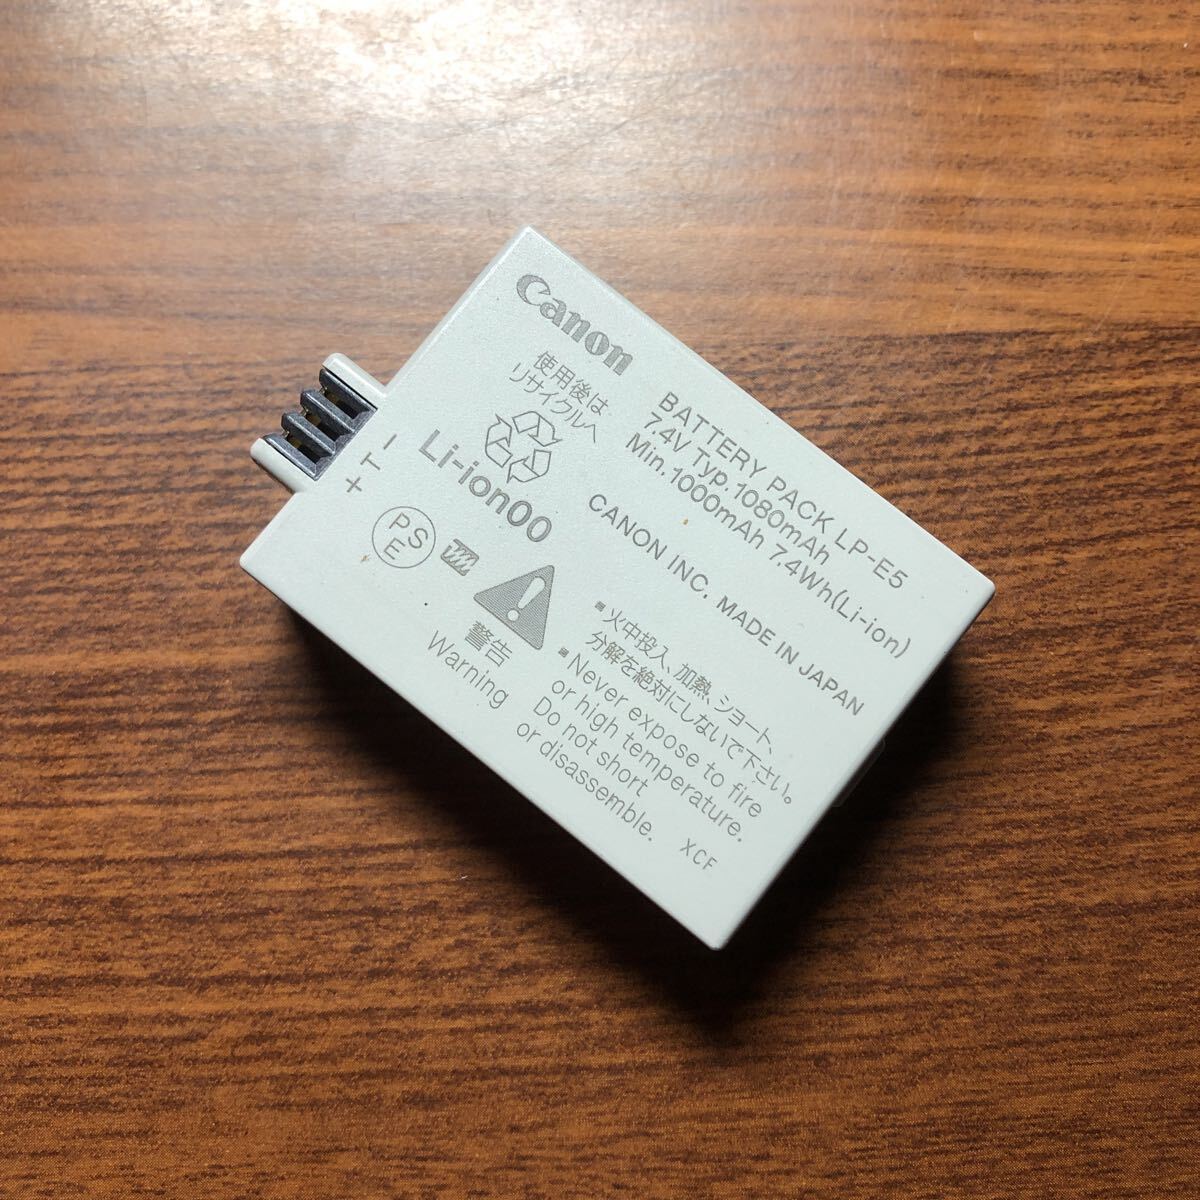 Canon
BATTERY PACK LP-E5
7.4V Typ.1080mAh
Min.1000mAh 7.4Wh(Li-ion)
使用後は
リサイクルへ
Li-ion00
CANON INC. MADE IN JAPAN
− T +
PS
E
警告
Warning
▪火中投入、加熱、ショート、
分解を絶対にしないで下さい。
▪Never expose to fire
or high temperature.
Do not short
or disassemble.
XCF